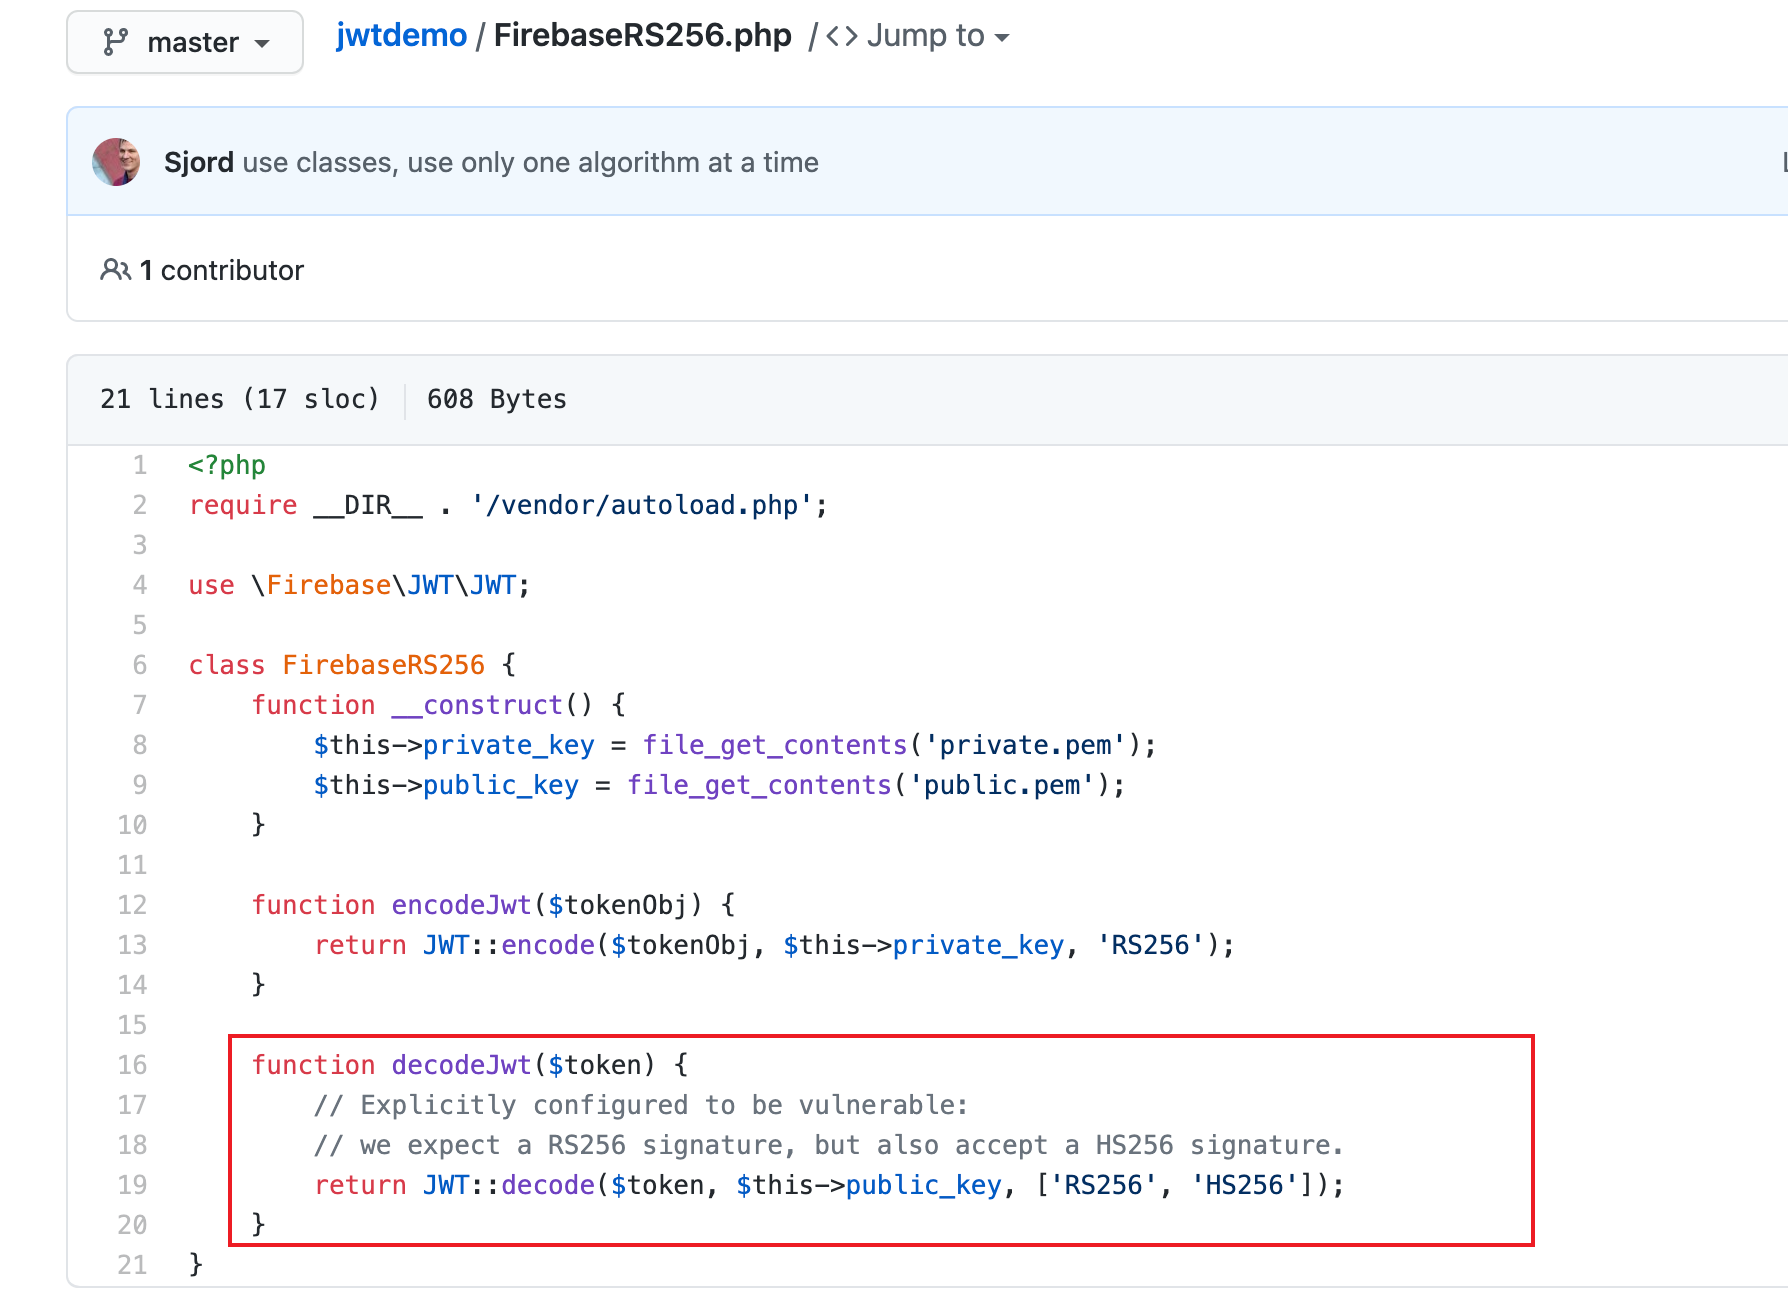 master
jwtdemo / FirebaseRS256.php / <> Jump to
Sjord use classes, use only one algorithm at a time
1 contributor
21 lines (17 sloc) 608 Bytes
1 <?php
2 require __DIR__ . '/vendor/autoload.php';
3
4 use \Firebase\JWT\JWT;
5
6 class FirebaseRS256 {
7     function __construct() {
8         $this->private_key = file_get_contents('private.pem');
9         $this->public_key = file_get_contents('public.pem');
10     }
11
12     function encodeJwt($tokenObj) {
13         return JWT::encode($tokenObj, $this->private_key, 'RS256');
14     }
15
16     function decodeJwt($token) {
17         // Explicitly configured to be vulnerable:
18         // we expect a RS256 signature, but also accept a HS256 signature.
19         return JWT::decode($token, $this->public_key, ['RS256', 'HS256']);
20     }
21 }